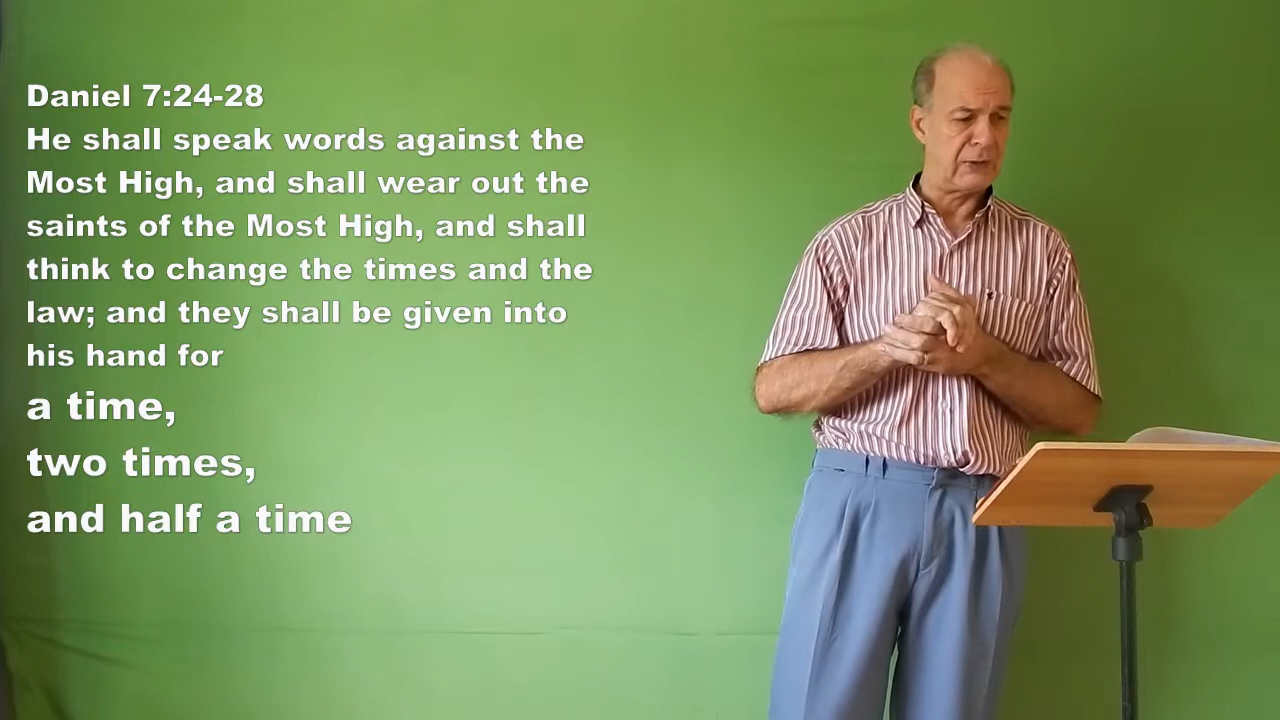 Daniel 7:24-28
He shall speak words against the
Most High, and shall wear out the
saints of the Most High, and shall
think to change the times and the
law; and they shall be given into
his hand for
a time,
two times,
and half a time